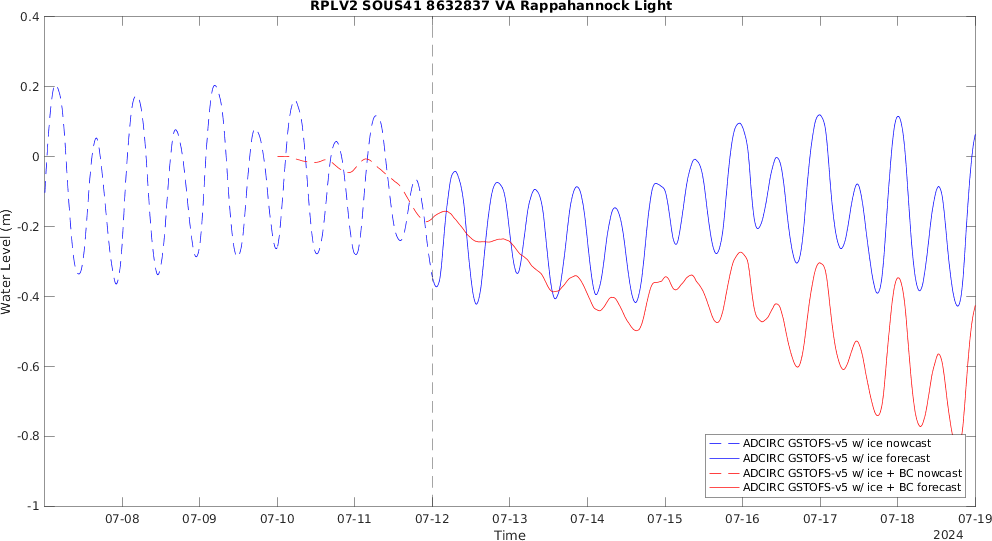 RPLV2 SOUS41 8632837 VA Rappahannock Light
0.4
0.2
0
-0.2
-0.4
-0.6
-0.8
-1
Water Level (m)
07-08 07-09 07-10 07-11 07-12 07-13 07-14 07-15 07-16 07-17 07-18 07-19
Time
2024
ADCIRC GSTOFS-v5 w/ ice nowcast
ADCIRC GSTOFS-v5 w/ ice forecast
ADCIRC GSTOFS-v5 w/ ice + BC nowcast
ADCIRC GSTOFS-v5 w/ ice + BC forecast